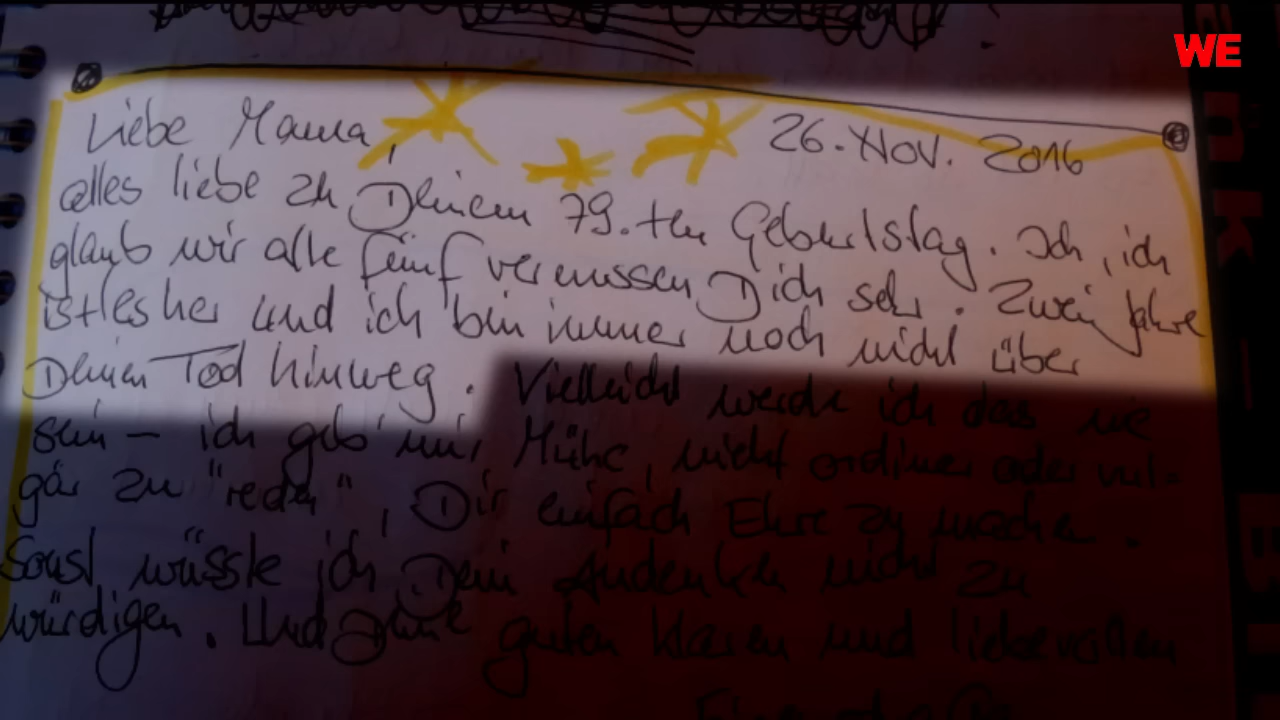 WE
Liebe Mama, 26. Nov. 2016
alles liebe zu Deinem 79.ten Geburtstag. Ich, ich
glaub wir alle fünf vermissen Dich sehr. Zwei Jahre
ist es her und ich bin immer noch nicht über
Deinen Tod hinweg. Vielleicht werde ich das nie
sein – ich geb' mir Mühe, nicht ordinär oder vul-
gär zu "reden", Dir einfach Ehre zu machen.
Sonst wüsste ich Dein Andenken nicht zu
würdigen. Und Deine guten klaren und liebevollen